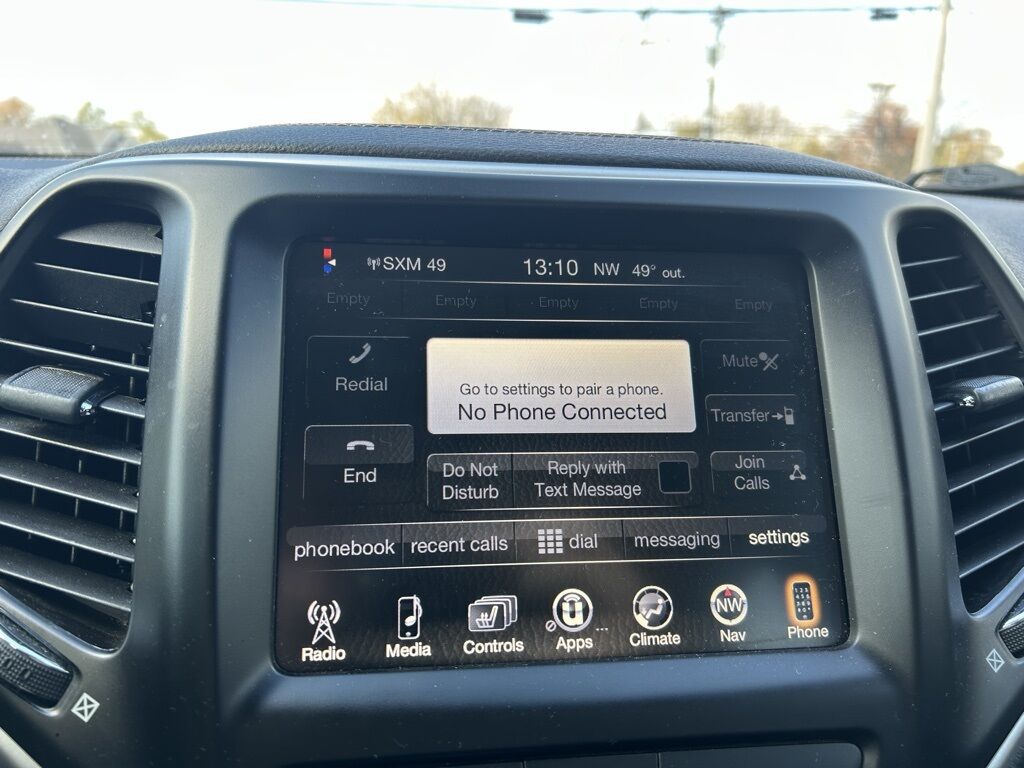 SXM 49 13:10 NW 49° out.
Empty Empty Empty Empty Empty
Redial
Go to settings to pair a phone.
No Phone Connected
Mute
Transfer
End
Do Not
Disturb
Reply with
Text Message
Join
Calls
phonebook recent calls dial messaging settings
NW
Radio Media Controls Apps ... Climate Nav Phone